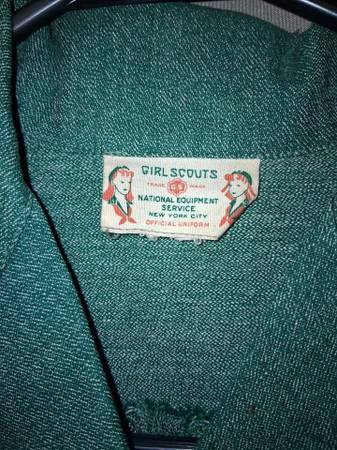 GIRL SCOUTS
TRADE GS MARK
NATIONAL EQUIPMENT
SERVICE
NEW YORK CITY
OFFICIAL UNIFORM